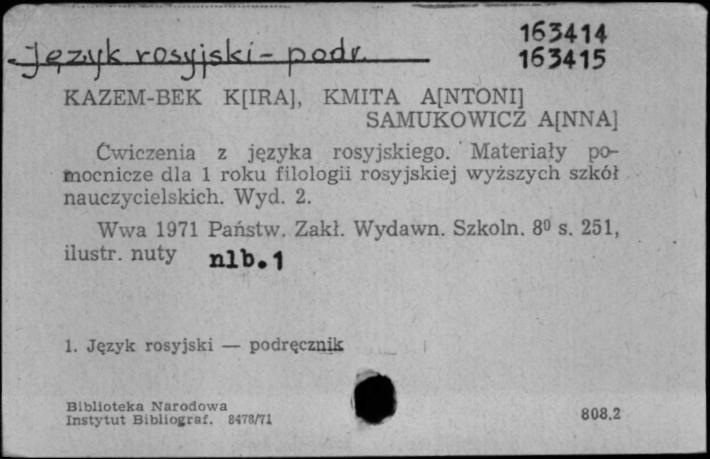 163414
język rosyjski - podr.
163415
KAZEM-BEK K[IRA], KMITA A[NTONI]
SAMUKOWICZ A[NNA]
Ćwiczenia z języka rosyjskiego. Materiały po-
mocnicze dla 1 roku filologii rosyjskiej wyższych szkół
nauczycielskich. Wyd. 2.
Wwa 1971 Państw. Zakł. Wydawn. Szkoln. 8⁰ s. 251,
ilustr. nuty nlb.1
1. Język rosyjski — podręcznik
Biblioteka Narodowa
Instytut Bibliograf. 8478/71
808.2